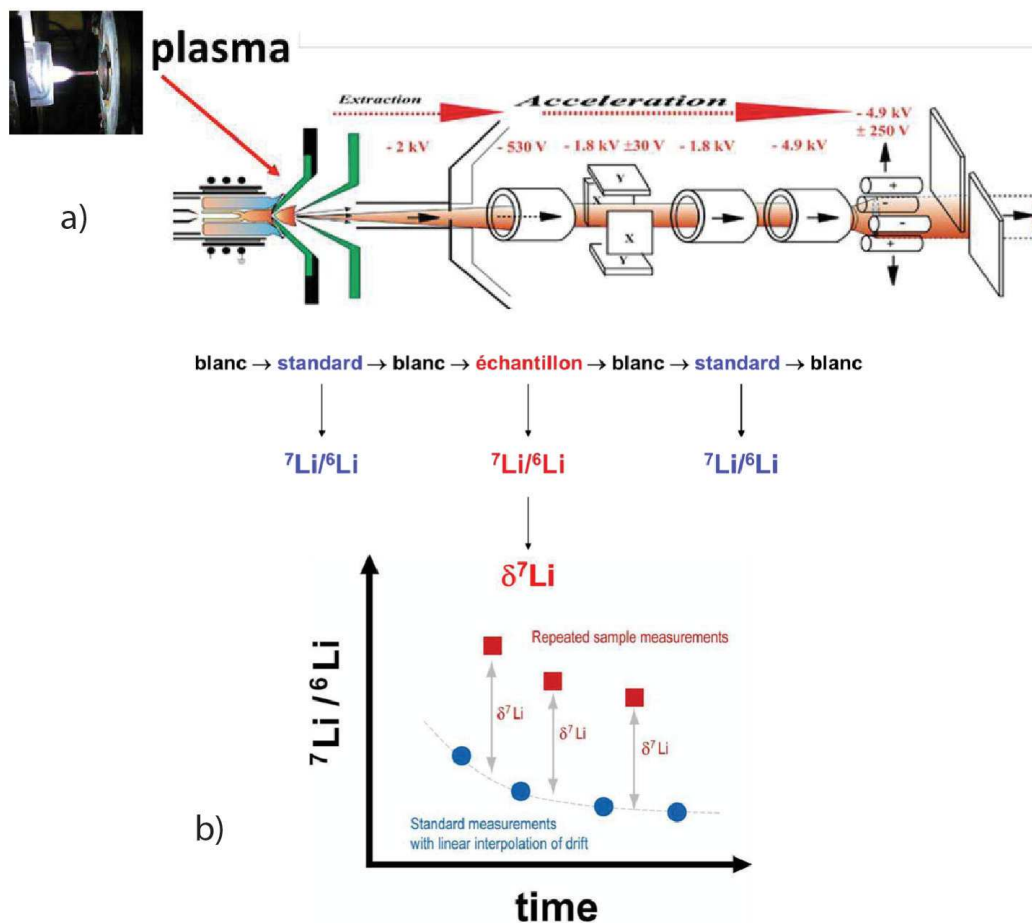 plasma
Extraction
Acceleration
- 2 kV
- 530 V
- 1.8 kV ±30 V
- 1.8 kV
- 4.9 kV
- 4.9 kV
± 250 V
Y
X
X
Y
+
-
-
+
a)
blanc → standard → blanc → échantillon → blanc → standard → blanc
⁷Li/⁶Li ⁷Li/⁶Li ⁷Li/⁶Li
δ⁷Li
⁷Li / ⁶Li
Repeated sample measurements
δ⁷Li
δ⁷Li
δ⁷Li
Standard measurements
with linear interpolation of drift
b)
time